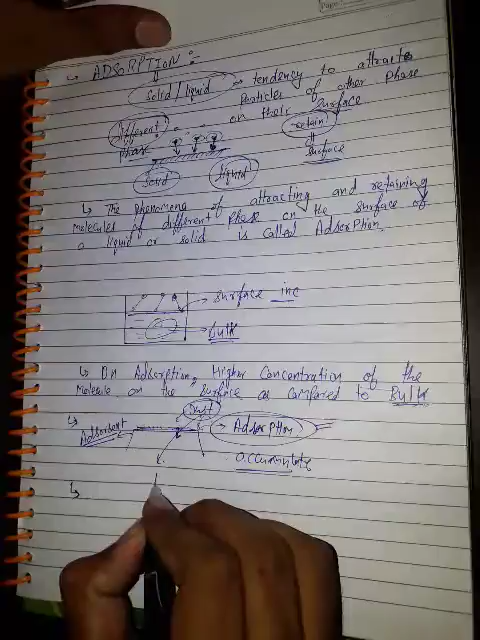 ↳ ADSORPTION :-
Solid / liquid → tendency to attracts
Particles of other Phase
on their Surface
Different
Phase
retain
Surface
Solid
liquid
↳ The Phenomena of attracting and retaining
molecules of different Phase on the Surface of
a liquid or solid is called Adsorption.
→ Surface inc
→ Bulk
↳ In Adsorption, Higher Concentration of the
Molecule on the Surface as Compared to Bulk
↳ Dust
Adsorbent
→ Adsorption
accumulate
↳